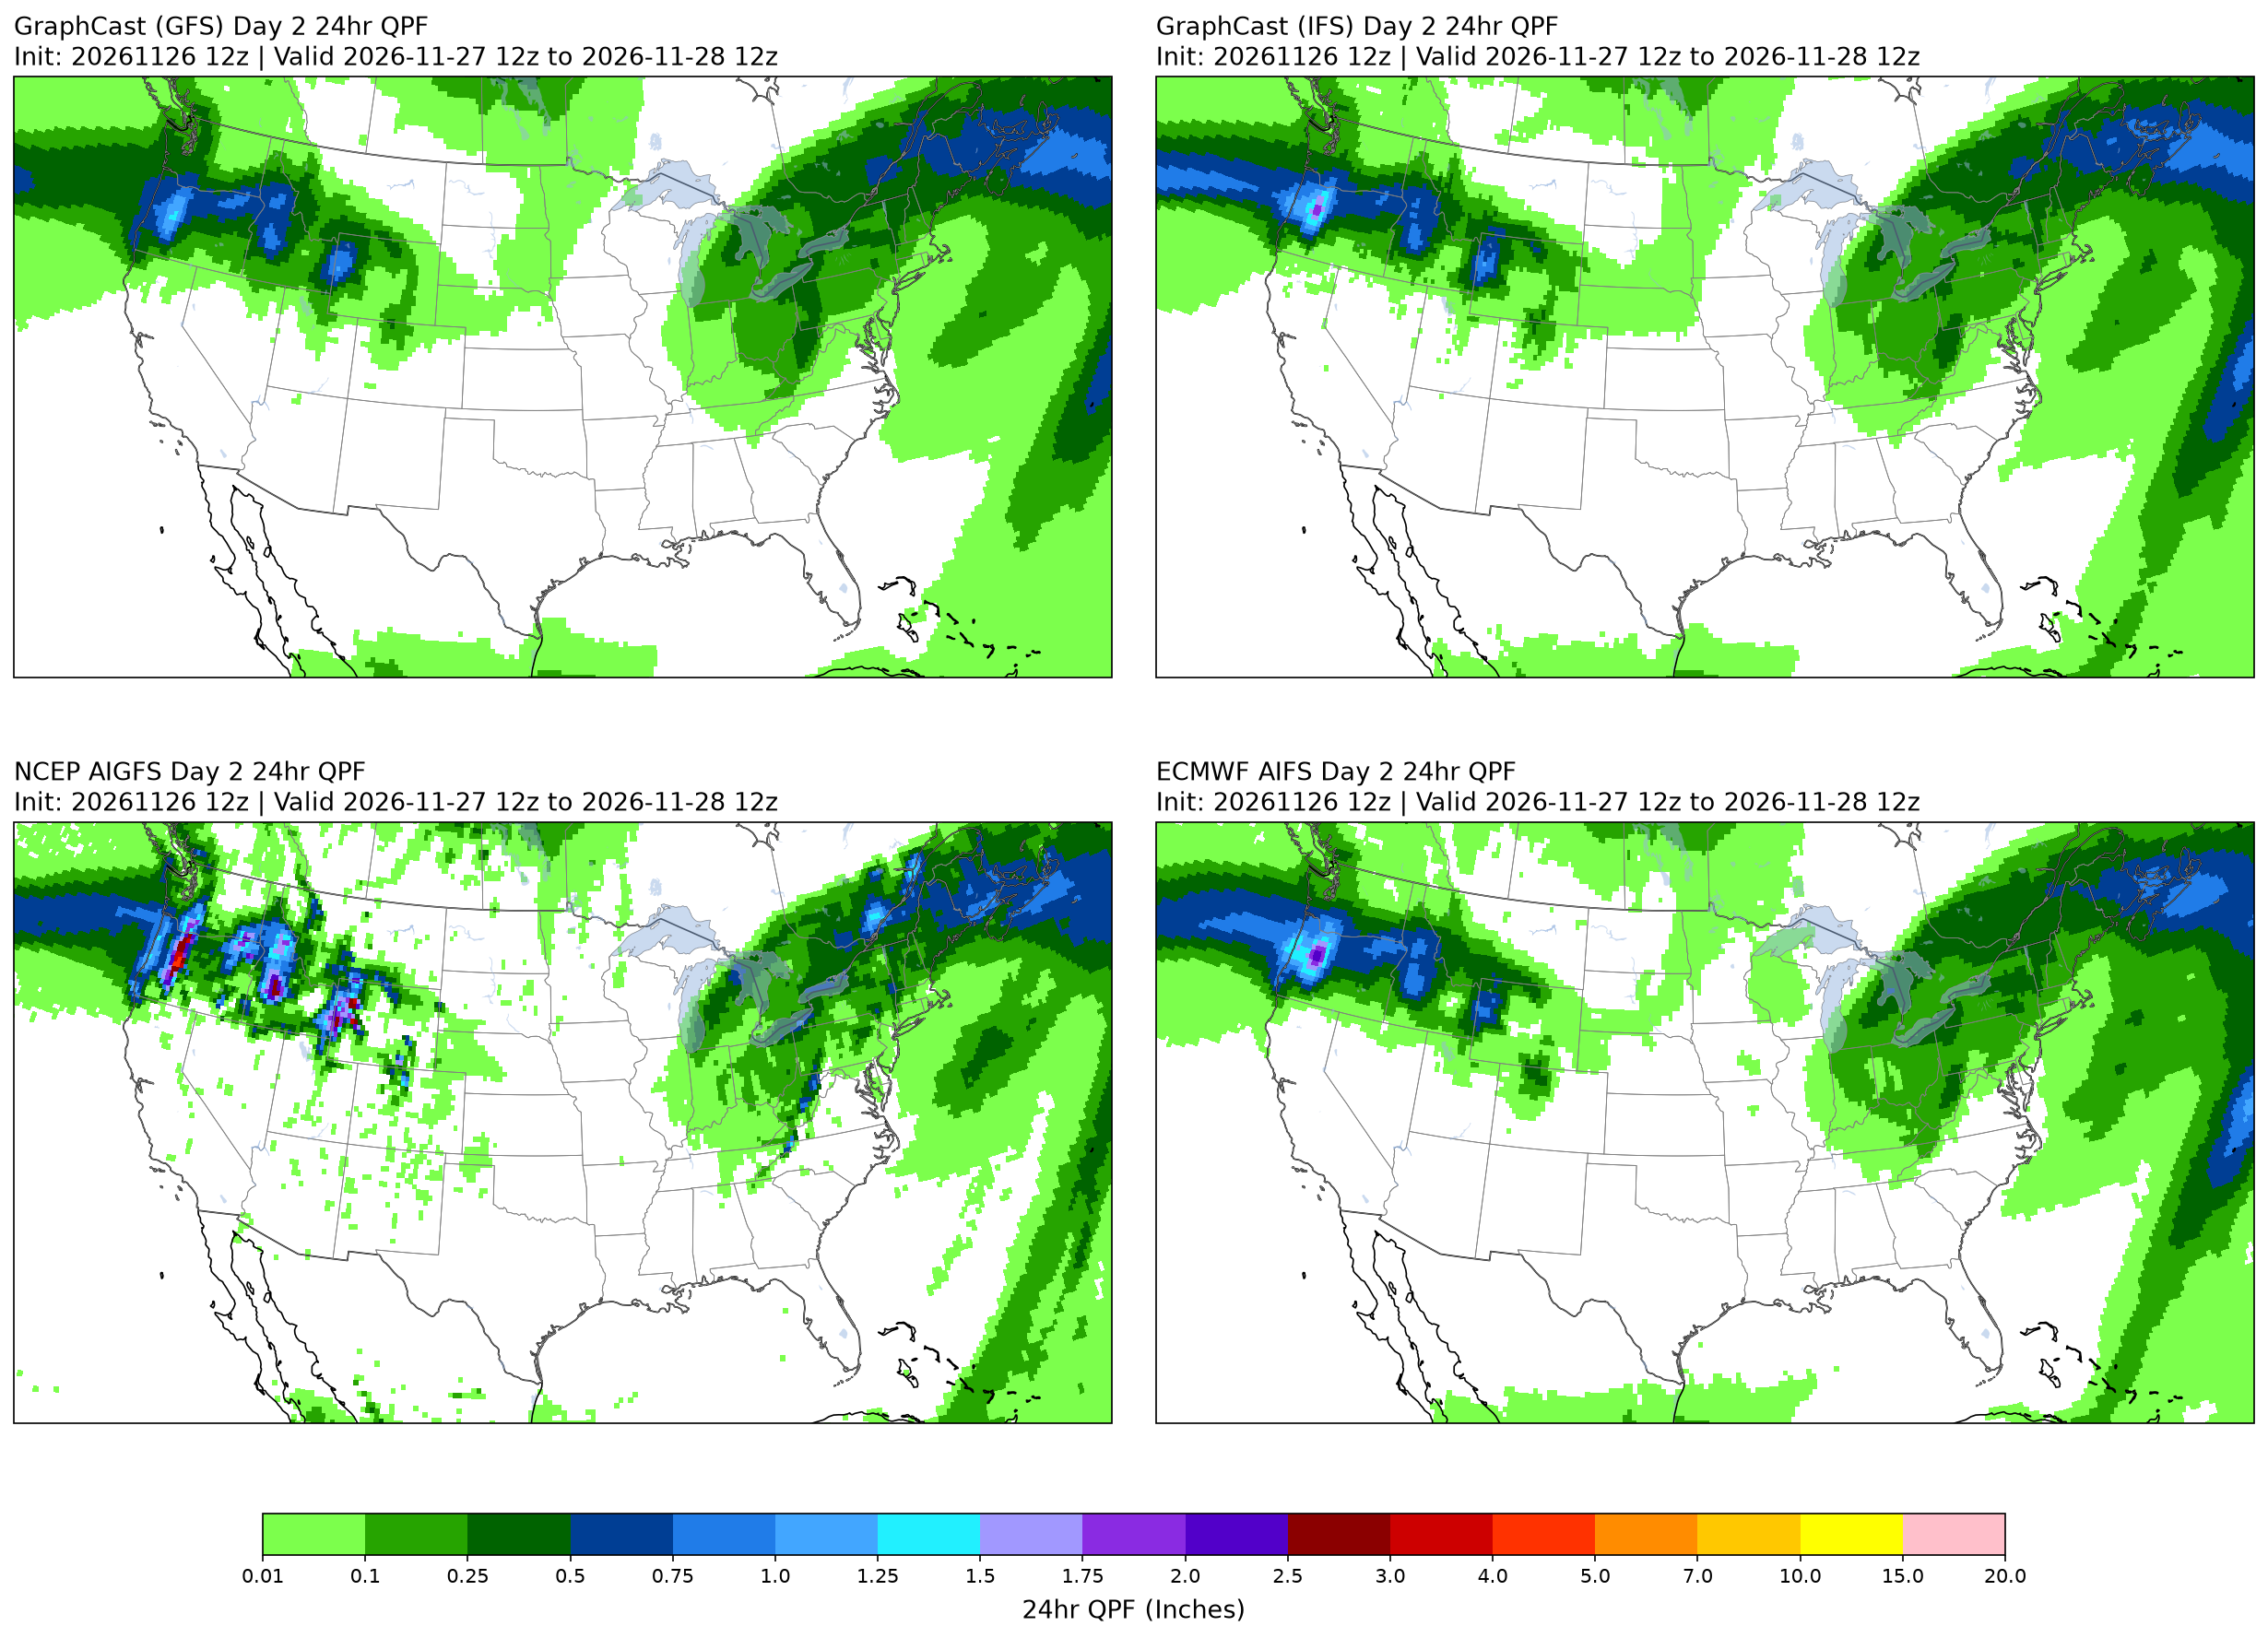 GraphCast (GFS) Day 2 24hr QPF
Init: 20261126 12z | Valid 2026-11-27 12z to 2026-11-28 12z
GraphCast (IFS) Day 2 24hr QPF
Init: 20261126 12z | Valid 2026-11-27 12z to 2026-11-28 12z
NCEP AIGFS Day 2 24hr QPF
Init: 20261126 12z | Valid 2026-11-27 12z to 2026-11-28 12z
ECMWF AIFS Day 2 24hr QPF
Init: 20261126 12z | Valid 2026-11-27 12z to 2026-11-28 12z
0.01 0.1 0.25 0.5 0.75 1.0 1.25 1.5 1.75 2.0 2.5 3.0 4.0 5.0 7.0 10.0 15.0 20.0
24hr QPF (Inches)